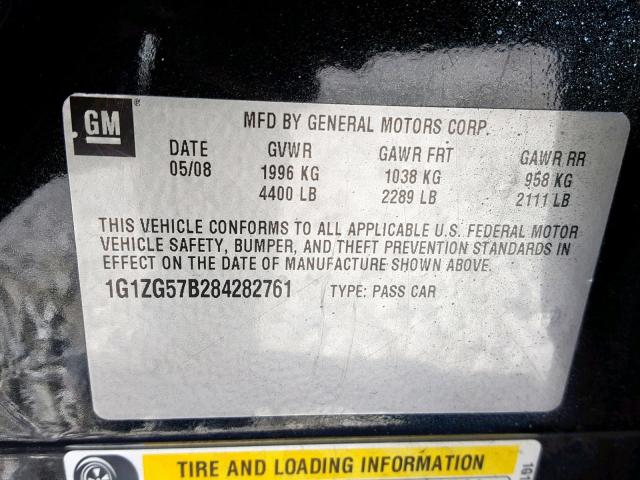 GM
MFD BY GENERAL MOTORS CORP.
DATE GVWR GAWR FRT GAWR RR
05/08 1996 KG 1038 KG 958 KG
4400 LB 2289 LB 2111 LB
THIS VEHICLE CONFORMS TO ALL APPLICABLE U.S. FEDERAL MOTOR
VEHICLE SAFETY, BUMPER, AND THEFT PREVENTION STANDARDS IN
EFFECT ON THE DATE OF MANUFACTURE SHOWN ABOVE.
1G1ZG57B284282761 TYPE: PASS CAR
TIRE AND LOADING INFORMATION
1G1